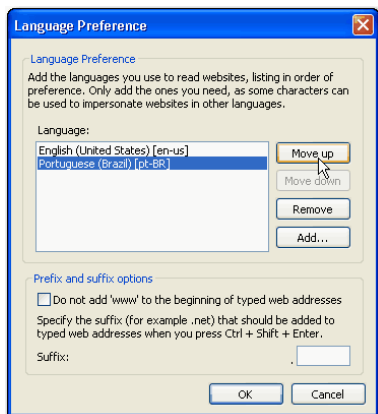 Language Preference
Language Preference
Add the languages you use to read websites, listing in order of
preference. Only add the ones you need, as some characters can
be used to impersonate websites in other languages.
Language:
English (United States) [en-us]
Portuguese (Brazil) [pt-BR]
Move up
Move down
Remove
Add...
Prefix and suffix options
Do not add 'www' to the beginning of typed web addresses
Specify the suffix (for example .net) that should be added to
typed web addresses when you press Ctrl + Shift + Enter.
Suffix:
.
OK
Cancel